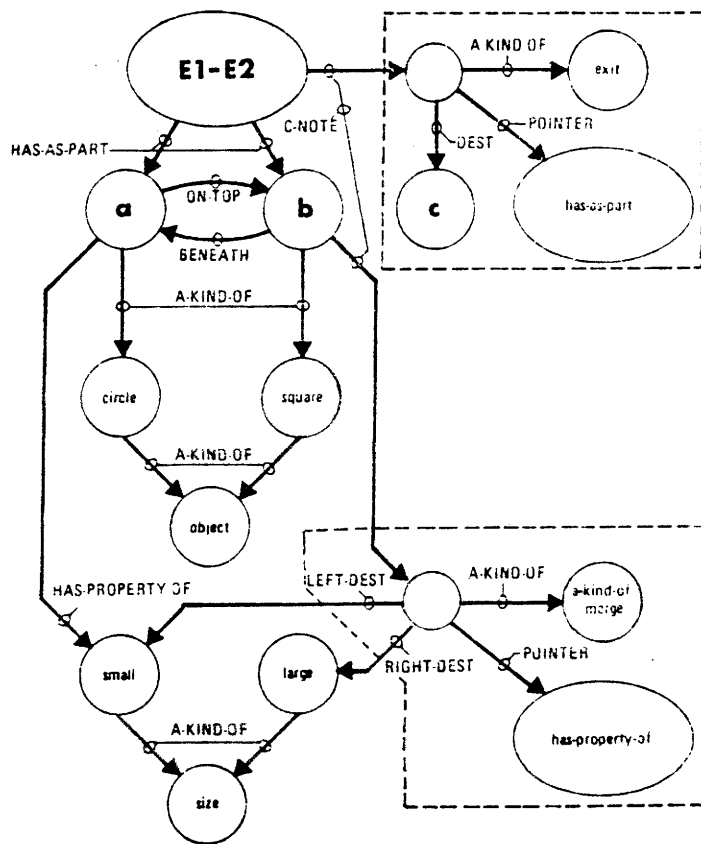 E1-E2
A KIND OF
exit
C-NOTE
HAS-AS-PART
DEST
POINTER
a
ON-TOP
b
c
has-as-part
BENEATH
A-KIND-OF
circle
square
A-KIND-OF
object
LEFT-DEST
A-KIND-OF
a-kind-of
merge
HAS-PROPERTY OF
small
large
RIGHT-DEST
POINTER
A-KIND-OF
has-property-of
size